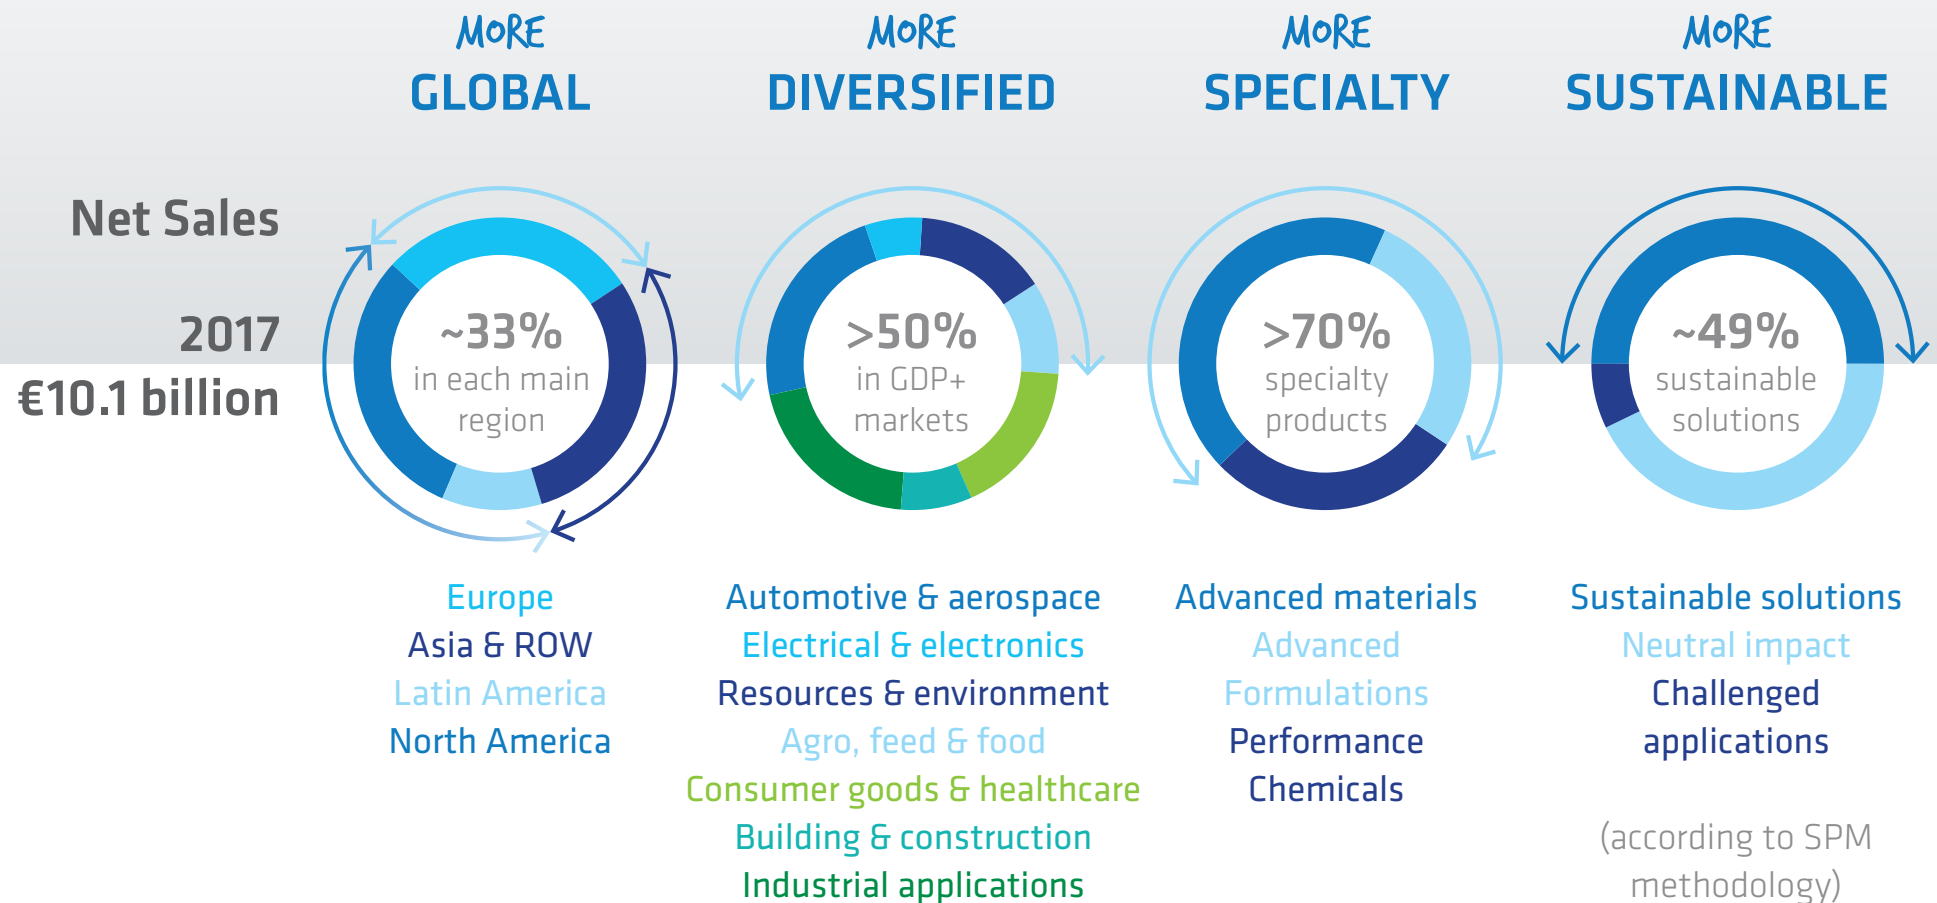 MORE
GLOBAL
MORE
DIVERSIFIED
MORE
SPECIALTY
MORE
SUSTAINABLE
Net Sales
2017
€10.1 billion
~33%
in each main
region
>50%
in GDP+
markets
>70%
specialty
products
~49%
sustainable
solutions
Europe
Asia & ROW
Latin America
North America
Automotive & aerospace
Electrical & electronics
Resources & environment
Agro, feed & food
Consumer goods & healthcare
Building & construction
Industrial applications
Advanced materials
Advanced
Formulations
Performance
Chemicals
Sustainable solutions
Neutral impact
Challenged
applications
(according to SPM
methodology)